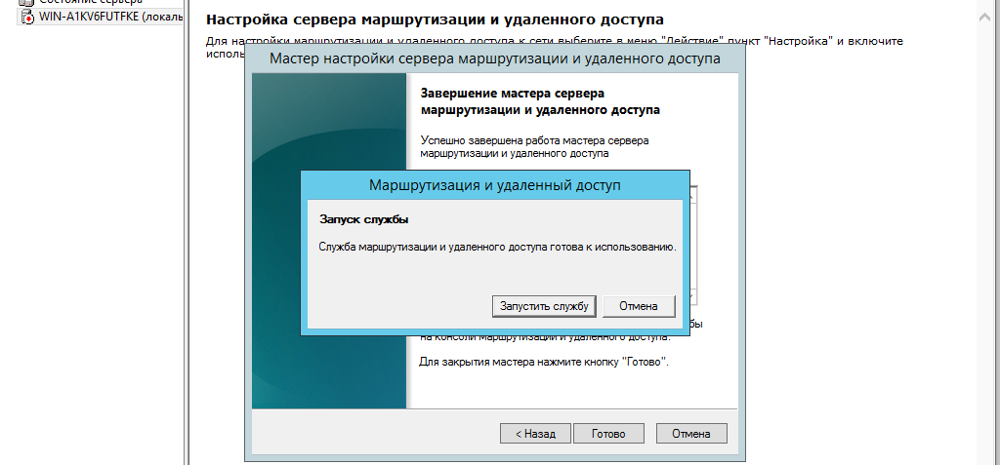 Состояние сервера
WIN-A1KV6FUTFKE (локаль
Настройка сервера маршрутизации и удаленного доступа
Для настройки маршрутизации и удаленного доступа к сети выберите в меню "Действие" пункт "Настройка" и включите
исполь
Мастер настройки сервера маршрутизации и удаленного доступа
Завершение мастера сервера
маршрутизации и удаленного доступа
Успешно завершена работа мастера сервера
маршрутизации и удаленного доступа
Маршрутизация и удаленный доступ
Запуск службы
Служба маршрутизации и удаленного доступа готова к использованию.
Запустить службу
Отмена
бы
на консоли маршрутизации и удаленного доступа.
Для закрытия мастера нажмите кнопку "Готово".
< Назад
Готово
Отмена